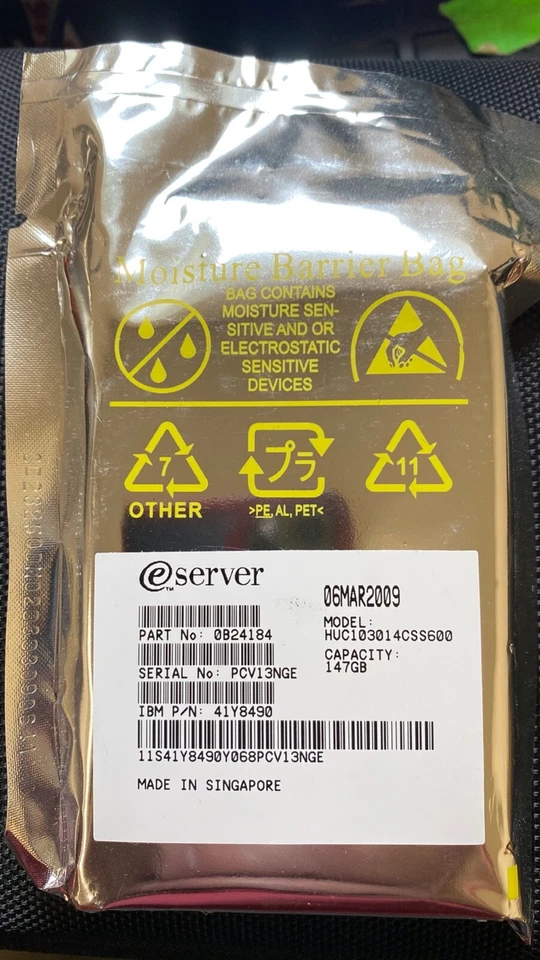 Moisture Barrier Bag
BAG CONTAINS
MOISTURE SEN-
SITIVE AND OR
ELECTROSTATIC
SENSITIVE
DEVICES
7
OTHER
プラ
>PE, AL, PET<
11
eserver
TM
06MAR2009
PART No: 0B24184
MODEL:
HUC103014CSS600
SERIAL No: PCV13NGE
CAPACITY:
147GB
IBM P/N: 41Y8490
11S41Y8490Y068PCV13NGE
MADE IN SINGAPORE